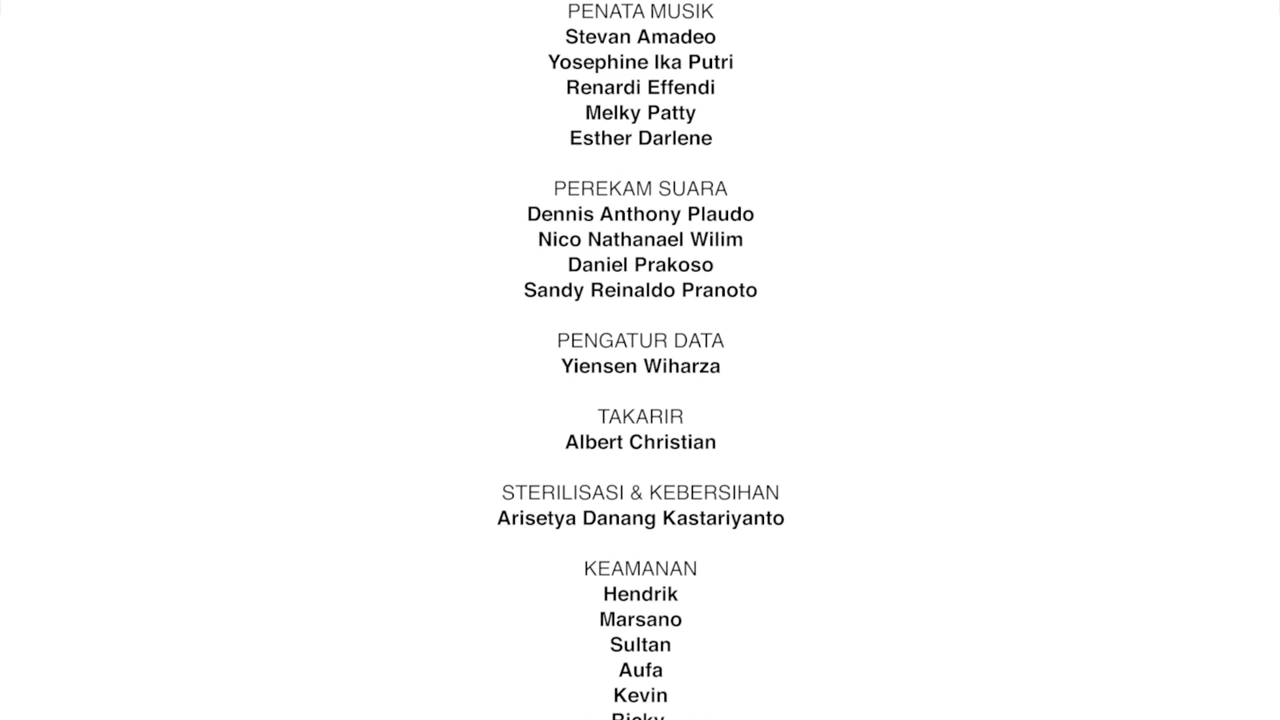 PENATA MUSIK
Stevan Amadeo
Yosephine Ika Putri
Renardi Effendi
Melky Patty
Esther Darlene
PEREKAM SUARA
Dennis Anthony Plaudo
Nico Nathanael Wilim
Daniel Prakoso
Sandy Reinaldo Pranoto
PENGATUR DATA
Yiensen Wiharza
TAKARIR
Albert Christian
STERILISASI & KEBERSIHAN
Arisetya Danang Kastariyanto
KEAMANAN
Hendrik
Marsano
Sultan
Aufa
Kevin